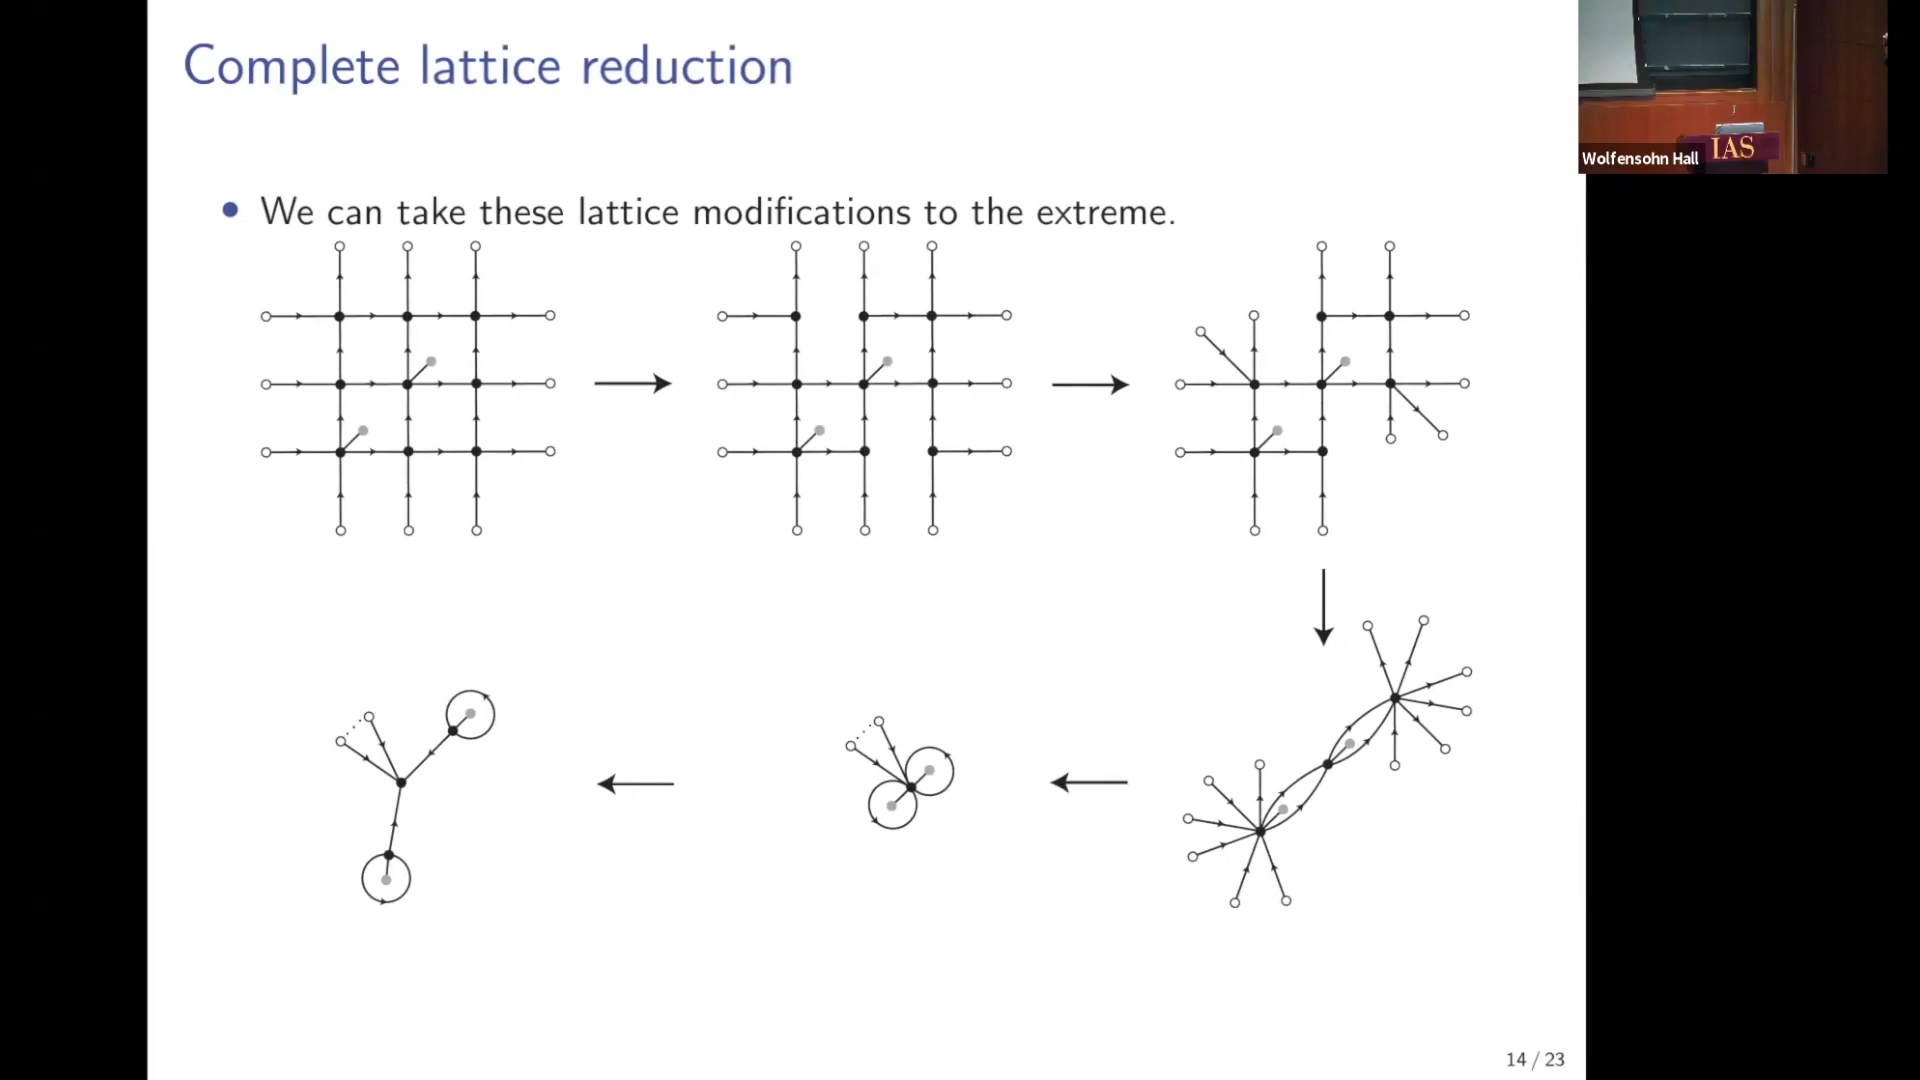 Complete lattice reduction
Wolfensohn Hall
IAS
• We can take these lattice modifications to the extreme.
14 / 23